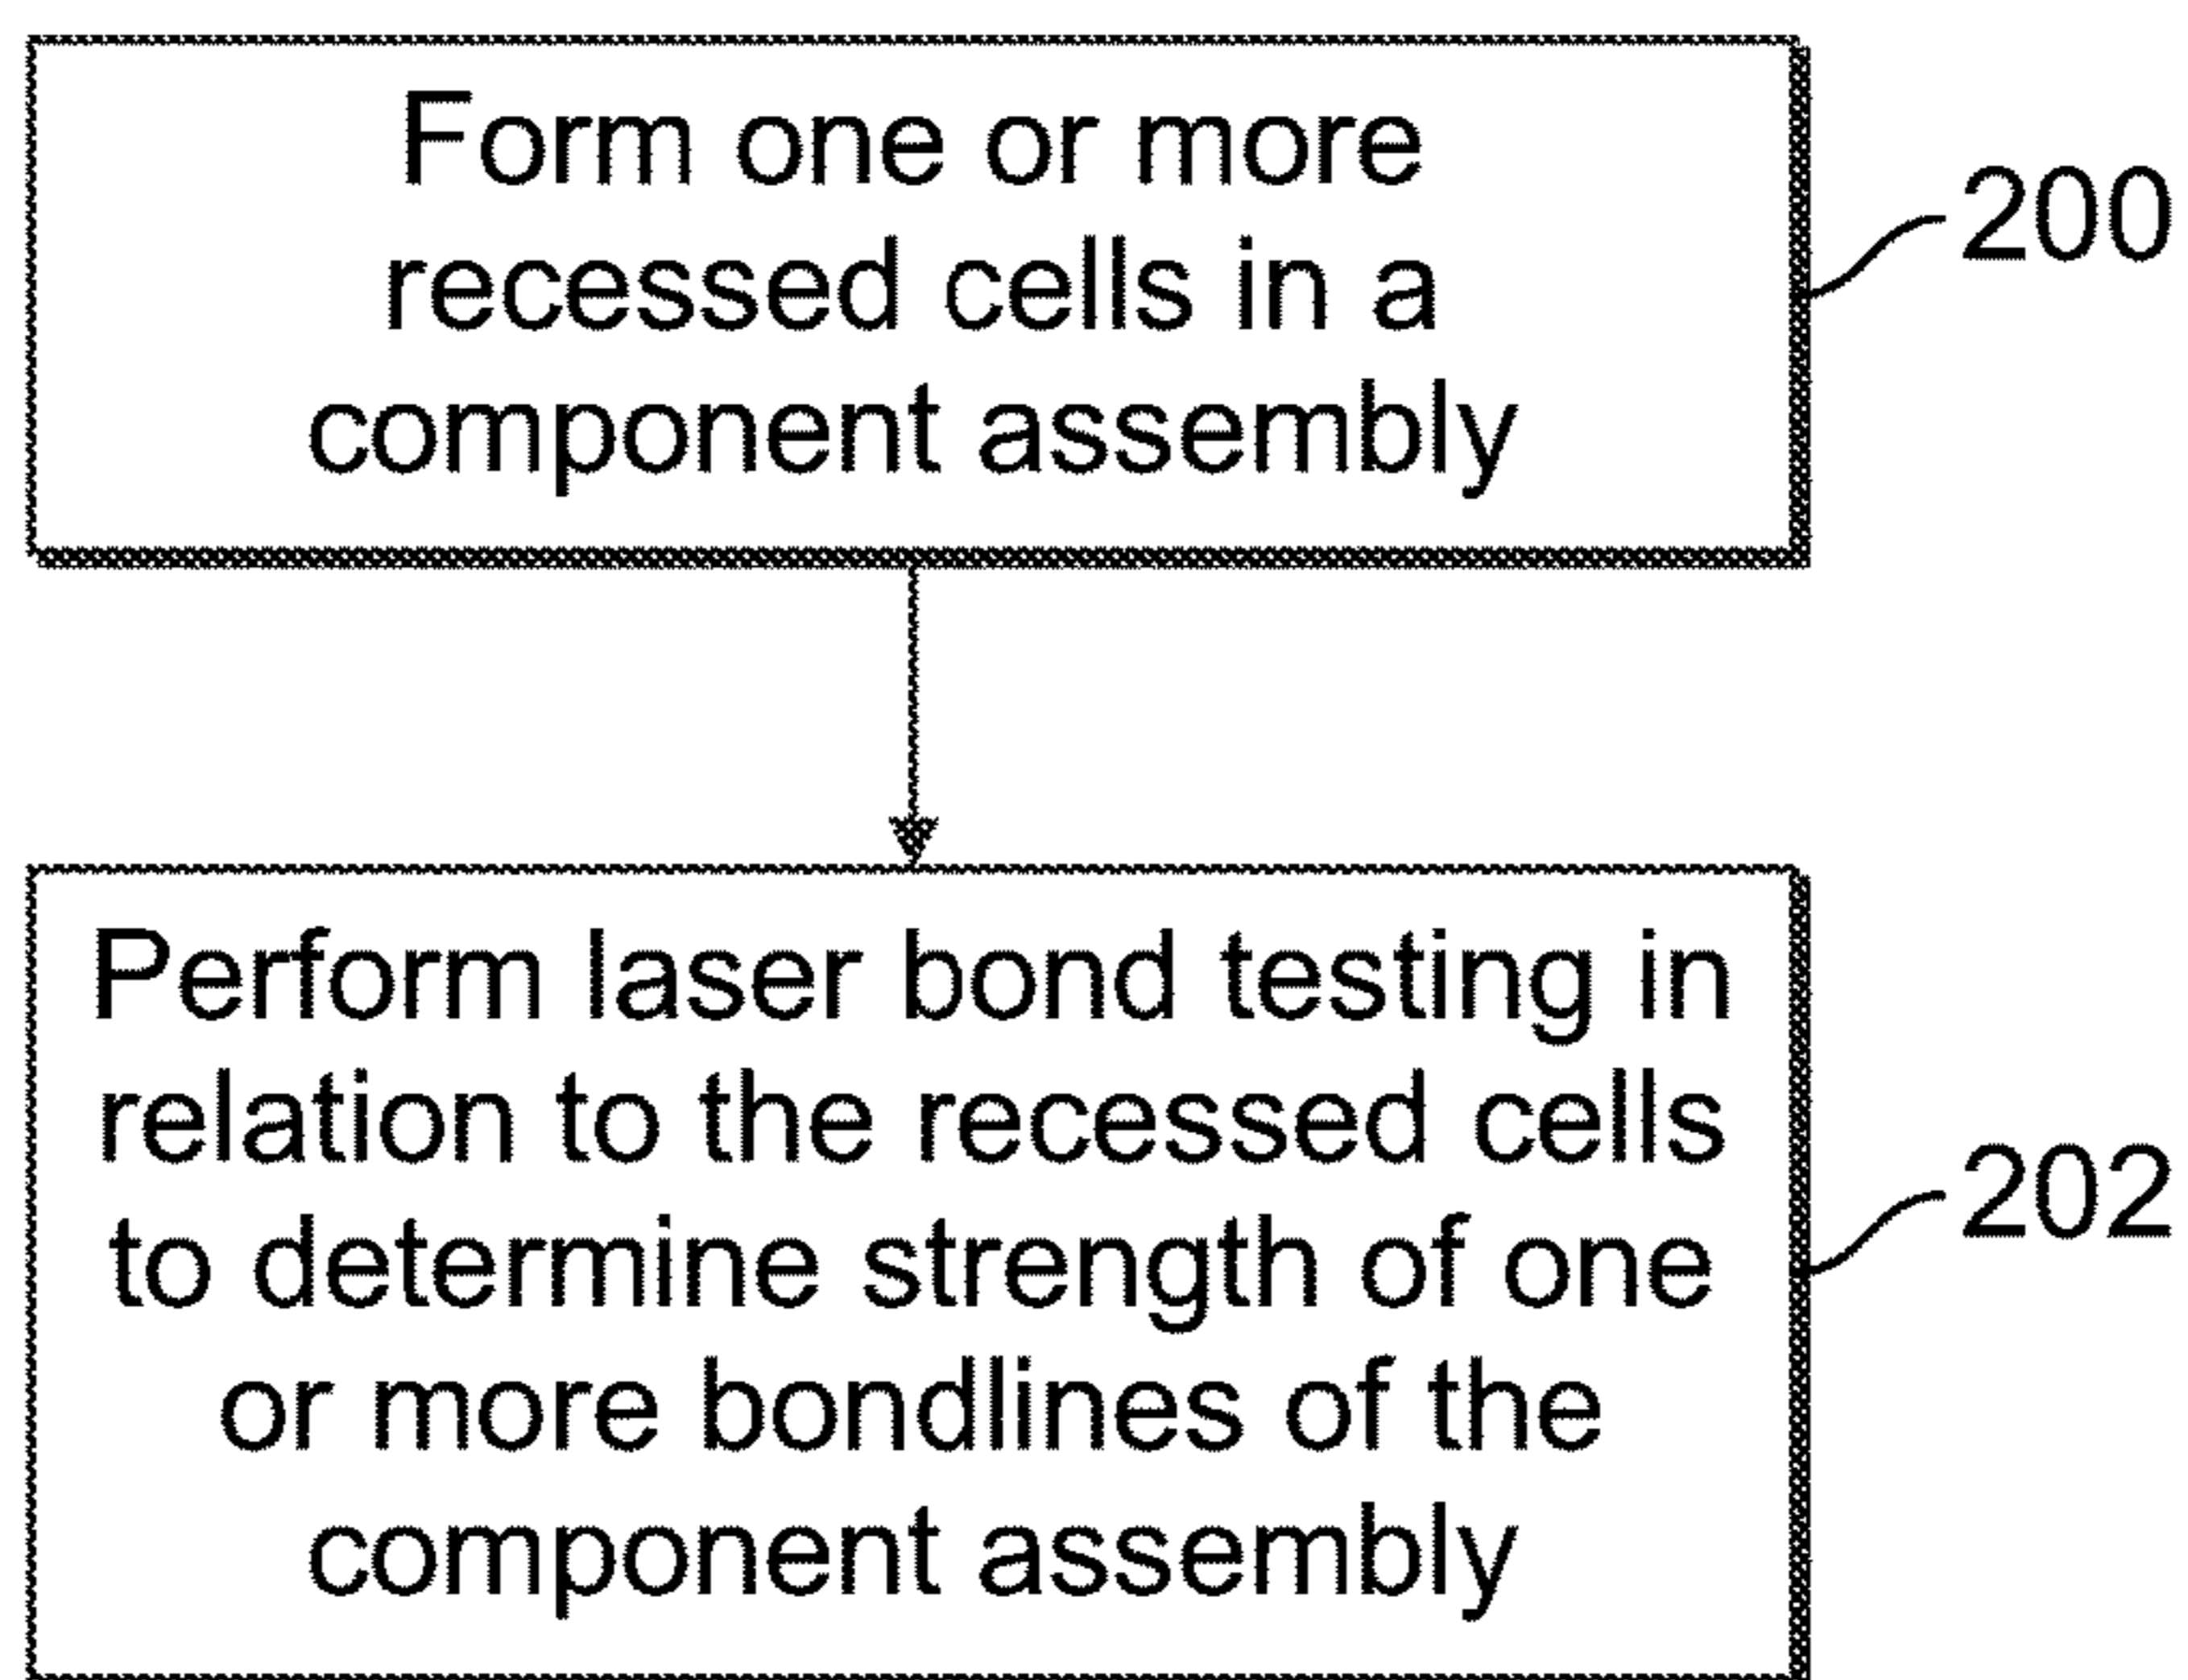 Form one or more
recessed cells in a
component assembly
200
Perform laser bond testing in
relation to the recessed cells
to determine strength of one
or more bondlines of the
component assembly
202